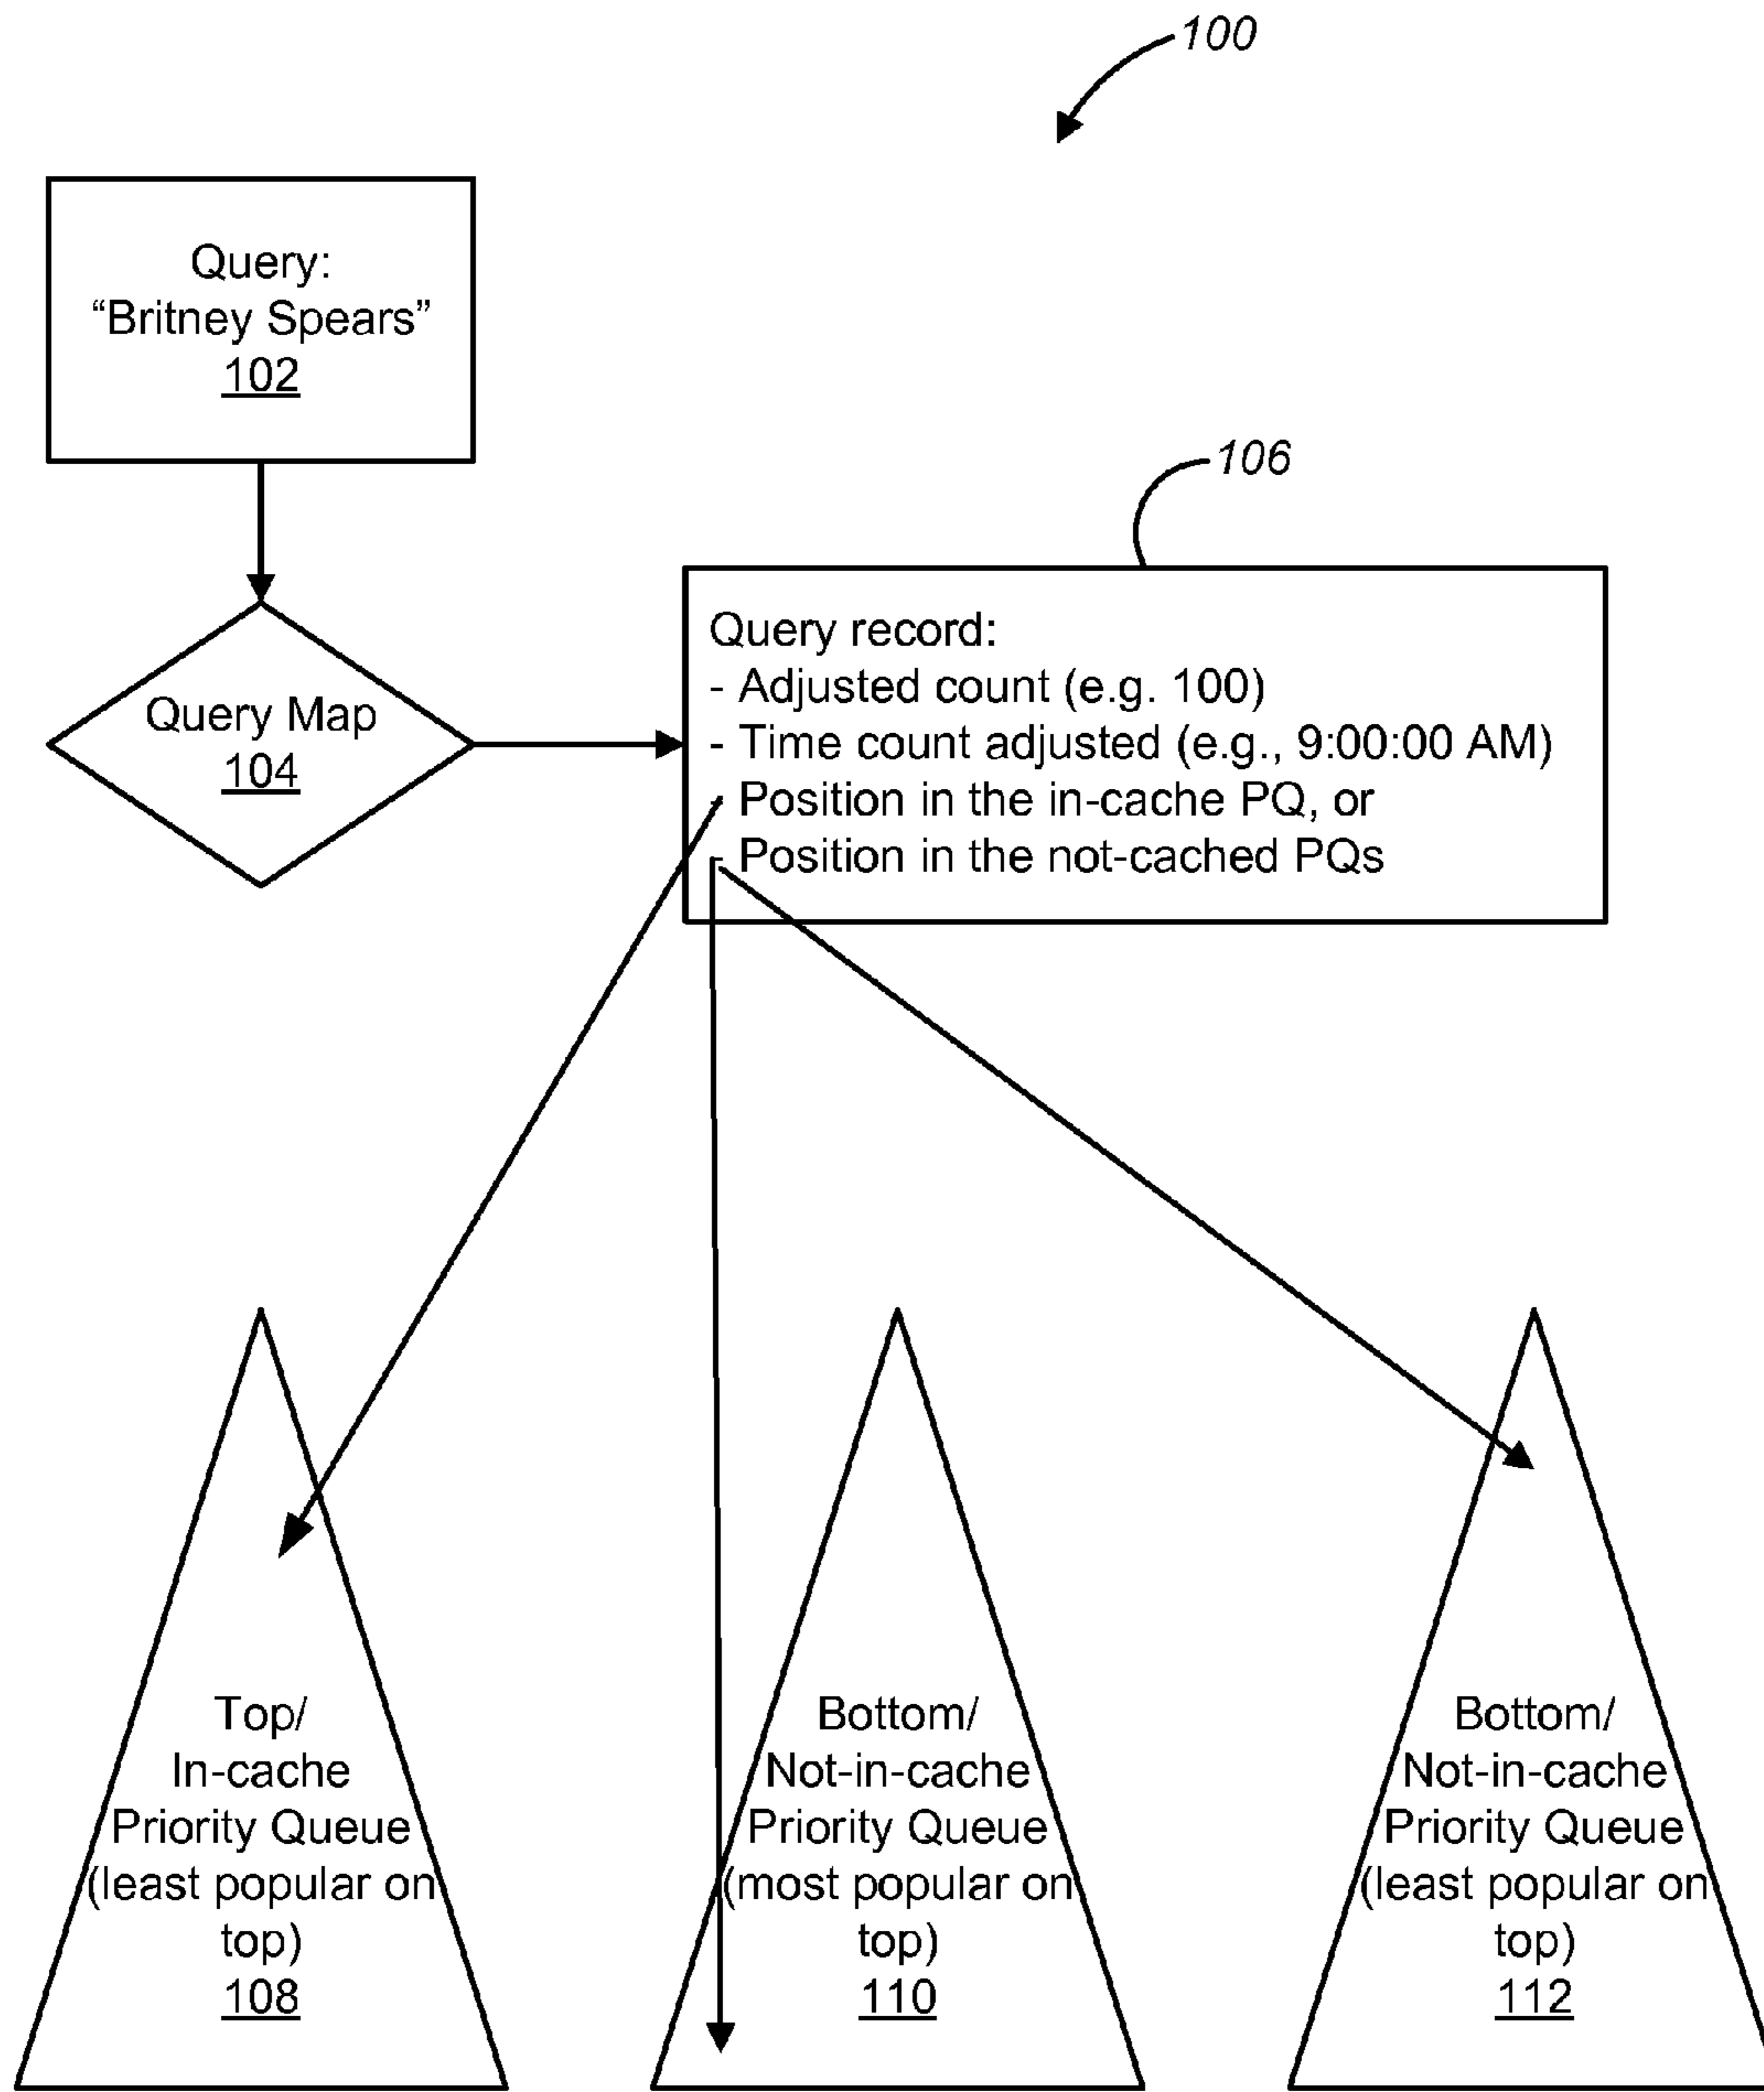 100
Query:
“Britney Spears”
102
106
Query Map
104
Query record:
- Adjusted count (e.g. 100)
- Time count adjusted (e.g., 9:00:00 AM)
- Position in the in-cache PQ, or
- Position in the not-cached PQs
Top/
In-cache
Priority Queue
(least popular on
top)
108
Bottom/
Not-in-cache
Priority Queue
(most popular on
top)
110
Bottom/
Not-in-cache
Priority Queue
(least popular on
top)
112